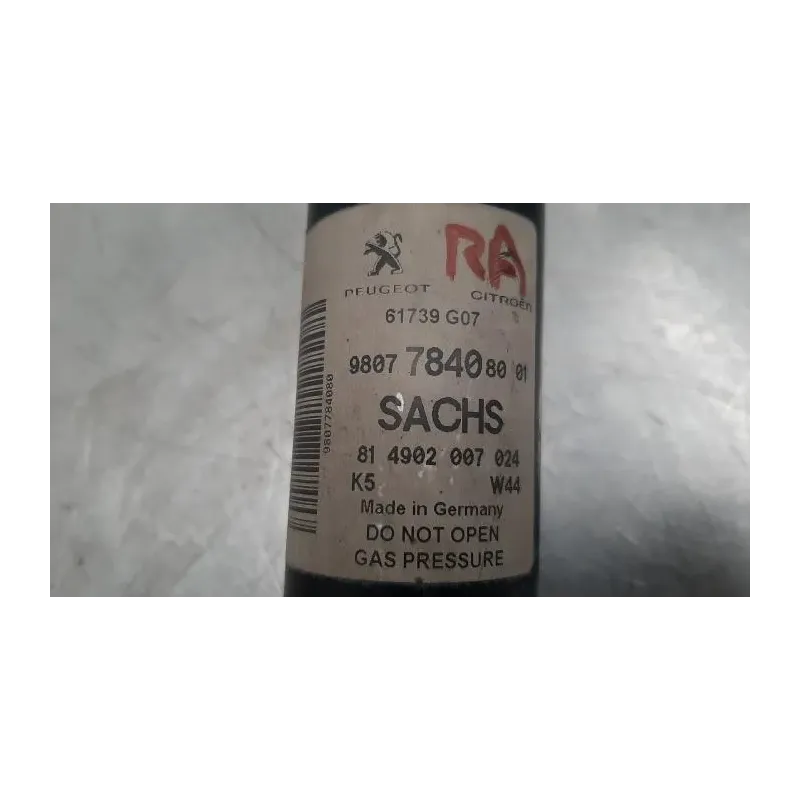 RA
PEUGEOT CITROËN
61739 G07
9807 7840 80 01
SACHS
81 4902 007 024
K5 W44
Made in Germany
DO NOT OPEN
GAS PRESSURE
9807784080